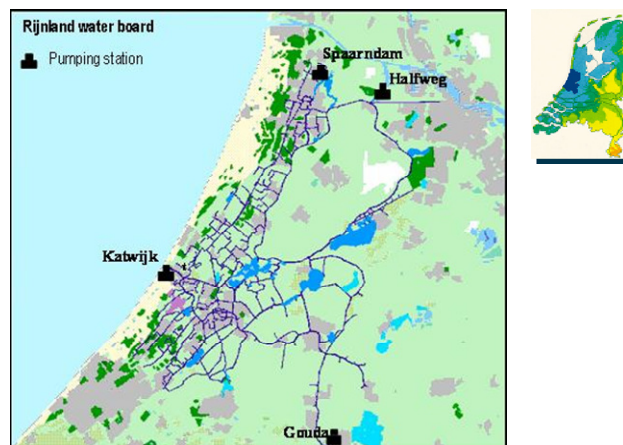 Rijnland water board
Pumping station
Spaarndam
Halfweg
Katwijk
Gouda